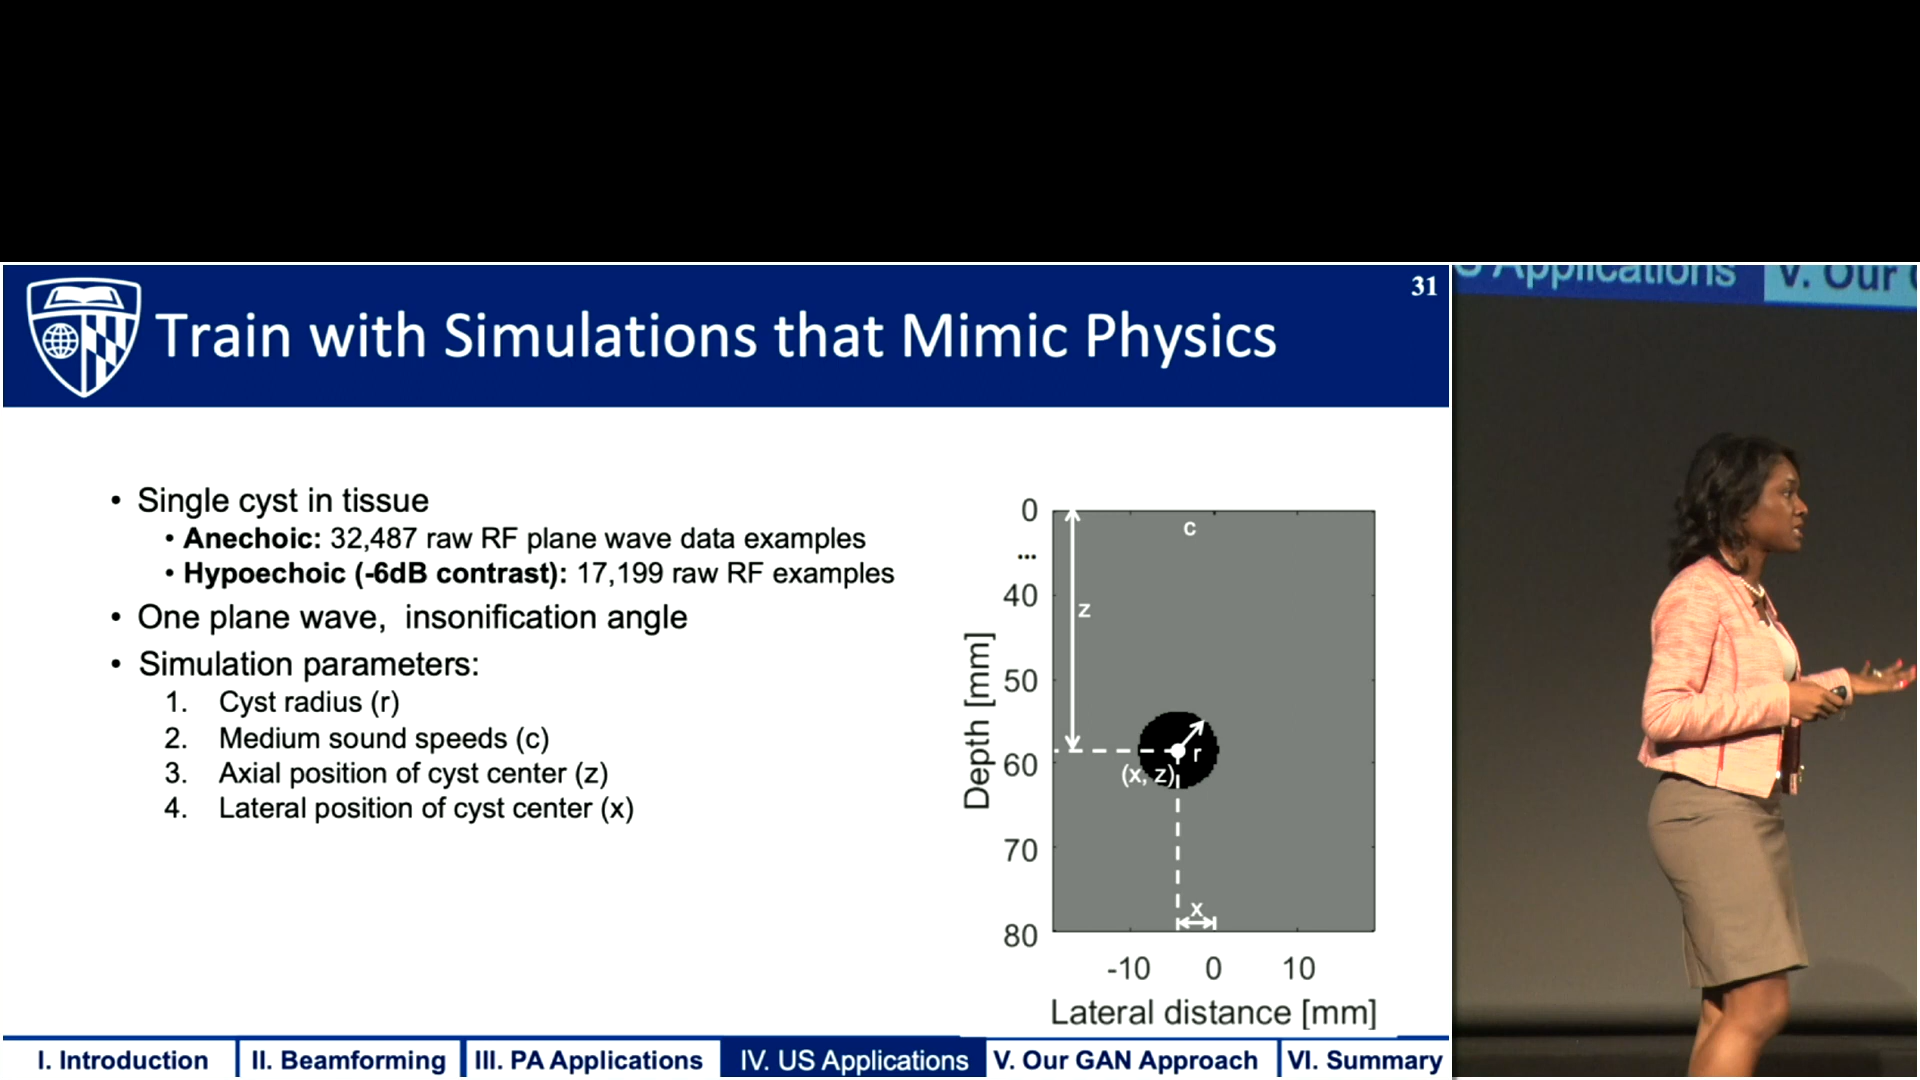 31
Train with Simulations that Mimic Physics
• Single cyst in tissue
• Anechoic: 32,487 raw RF plane wave data examples
• Hypoechoic (-6dB contrast): 17,199 raw RF examples
• One plane wave, insonification angle
• Simulation parameters:
1. Cyst radius (r)
2. Medium sound speeds (c)
3. Axial position of cyst center (z)
4. Lateral position of cyst center (x)
0
...
40
50
60
70
80
Depth [mm]
c
z
r
(x, z)
x
-10 0 10
Lateral distance [mm]
I. Introduction II. Beamforming III. PA Applications IV. US Applications V. Our GAN Approach VI. Summary
S Applications V. Our